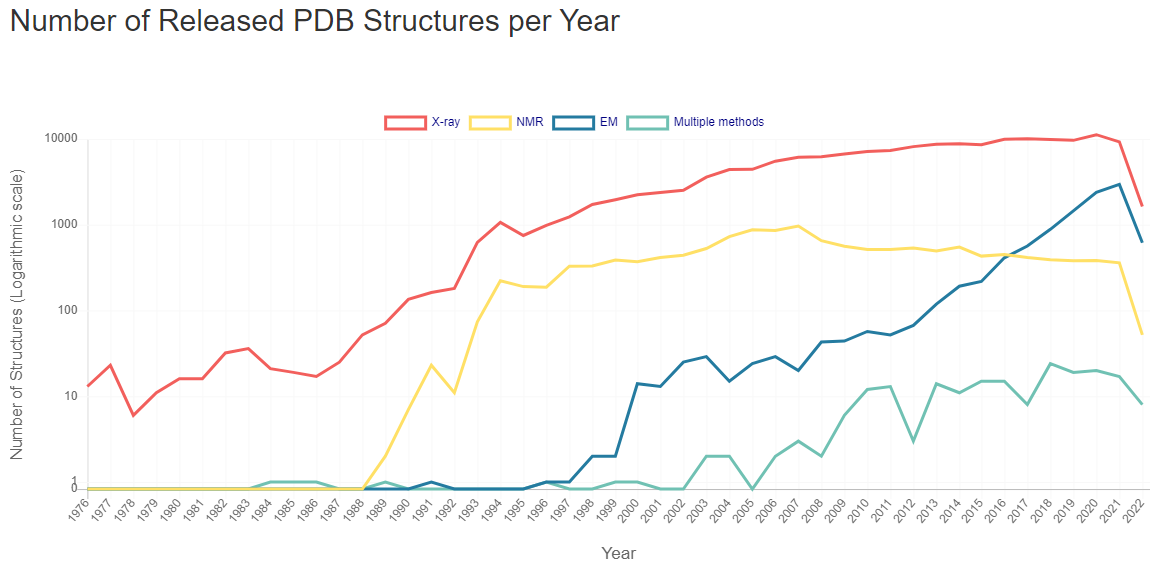 Number of Released PDB Structures per Year
X-ray NMR EM Multiple methods
Number of Structures (Logarithmic scale)
10000
1000
100
10
1
0
1976 1977 1978 1979 1980 1981 1982 1983 1984 1985 1986 1987 1988 1989 1990 1991 1992 1993 1994 1995 1996 1997 1998 1999 2000 2001 2002 2003 2004 2005 2006 2007 2008 2009 2010 2011 2012 2013 2014 2015 2016 2017 2018 2019 2020 2021 2022
Year